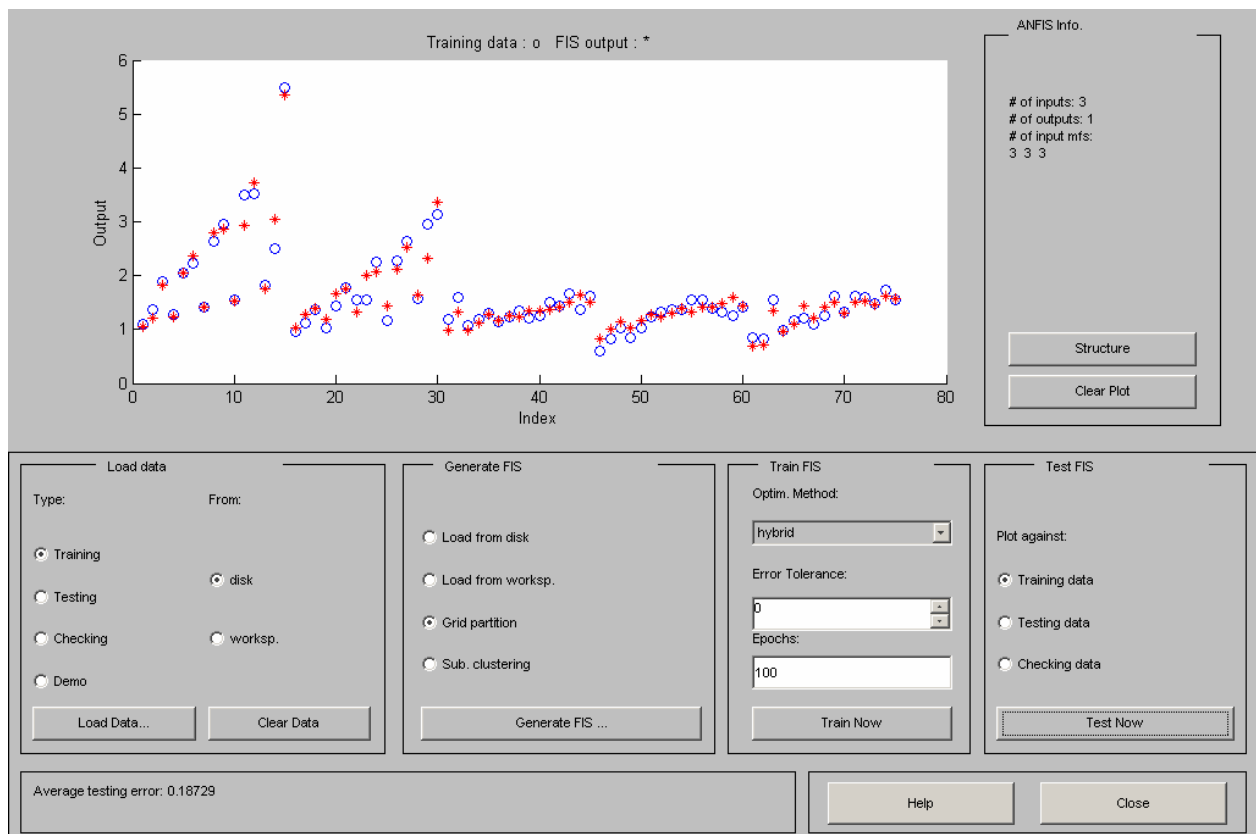 Training data : o FIS output : *
6
5
4
3
2
1
0
Output
0 10 20 30 40 50 60 70 80
Index
ANFIS Info.
# of inputs: 3
# of outputs: 1
# of input mfs:
3 3 3
Structure
Clear Plot
Load data
Type:
From:
Training
Testing
Checking
Demo
disk
worksp.
Load Data...
Clear Data
Generate FIS
Load from disk
Load from worksp.
Grid partition
Sub. clustering
Generate FIS ...
Train FIS
Optim. Method:
hybrid
Error Tolerance:
0
Epochs:
100
Train Now
Test FIS
Plot against:
Training data
Testing data
Checking data
Test Now
Average testing error: 0.18729
Help
Close